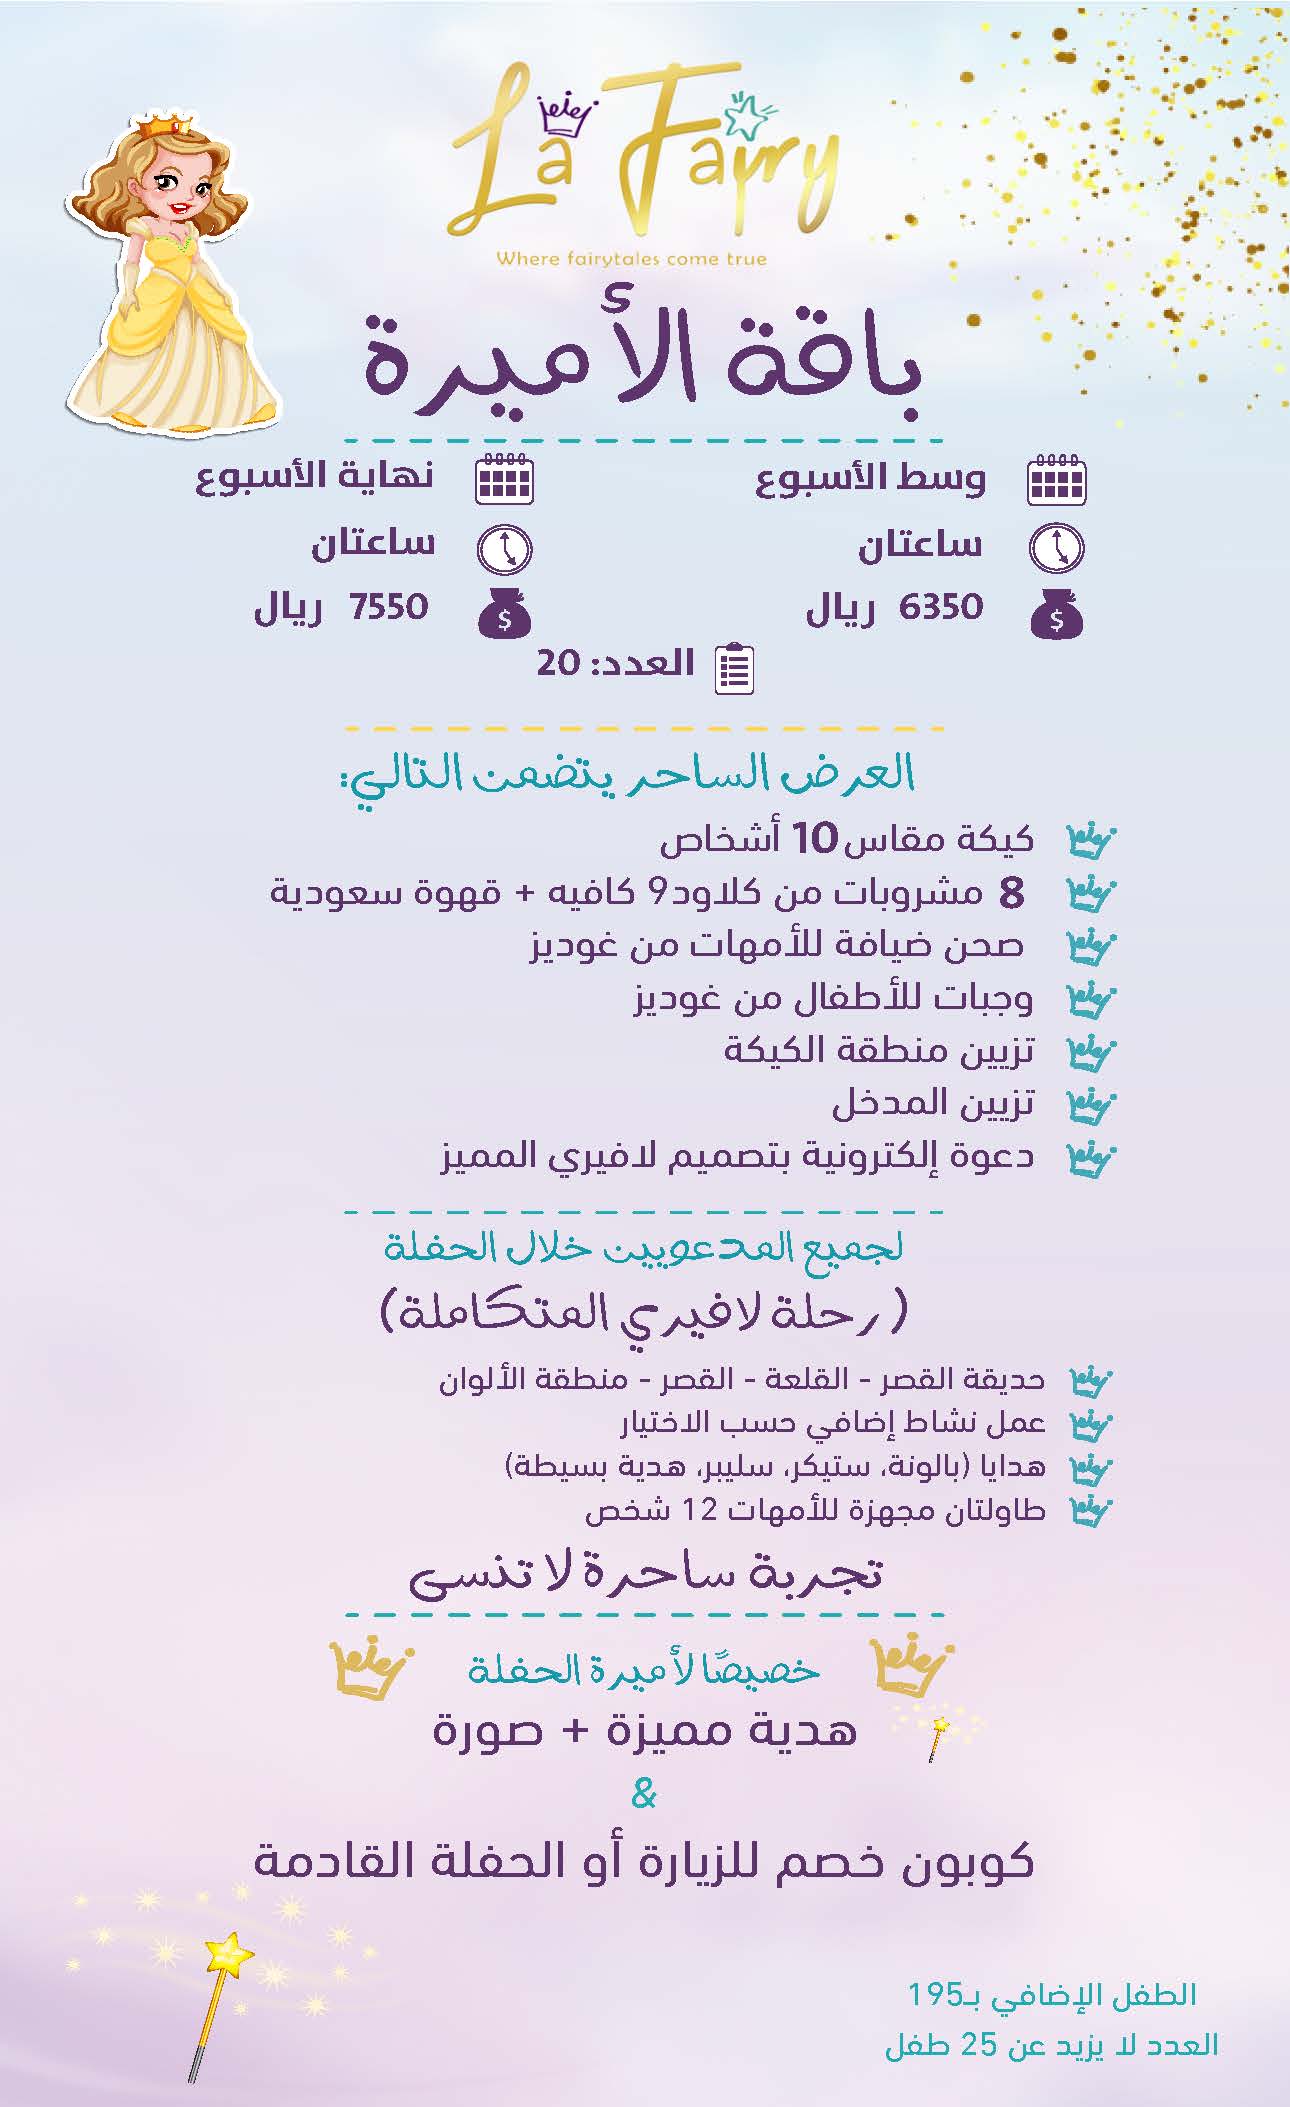 La Fayry
Where fairytales come true
باقة الأميرة
وسط الأسبوع
ساعتان
6350 ريال
نهاية الأسبوع
ساعتان
7550 ريال
العدد: 20
العرض الساحر يتضمن التالي:
كيكة مقاس 10 أشخاص
8 مشروبات من كلاود9 كافيه + قهوة سعودية
صحن ضيافة للأمهات من غوديز
وجبات للأطفال من غوديز
تزيين منطقة الكيكة
تزيين المدخل
دعوة إلكترونية بتصميم لافيري المميز
لجميع المدعويين خلال الحفلة
(رحلة لافيري المتكاملة)
حديقة القصر - القلعة - القصر - منطقة الألوان
عمل نشاط إضافي حسب الاختيار
هدايا (بالونة، ستيكر، سليبر، هدية بسيطة)
طاولتان مجهزة للأمهات 12 شخص
تجربة ساحرة لا تنسى
خصيصًا لأميرة الحفلة
هدية مميزة + صورة
&
كوبون خصم للزيارة أو الحفلة القادمة
الطفل الإضافي بـ195
العدد لا يزيد عن 25 طفل